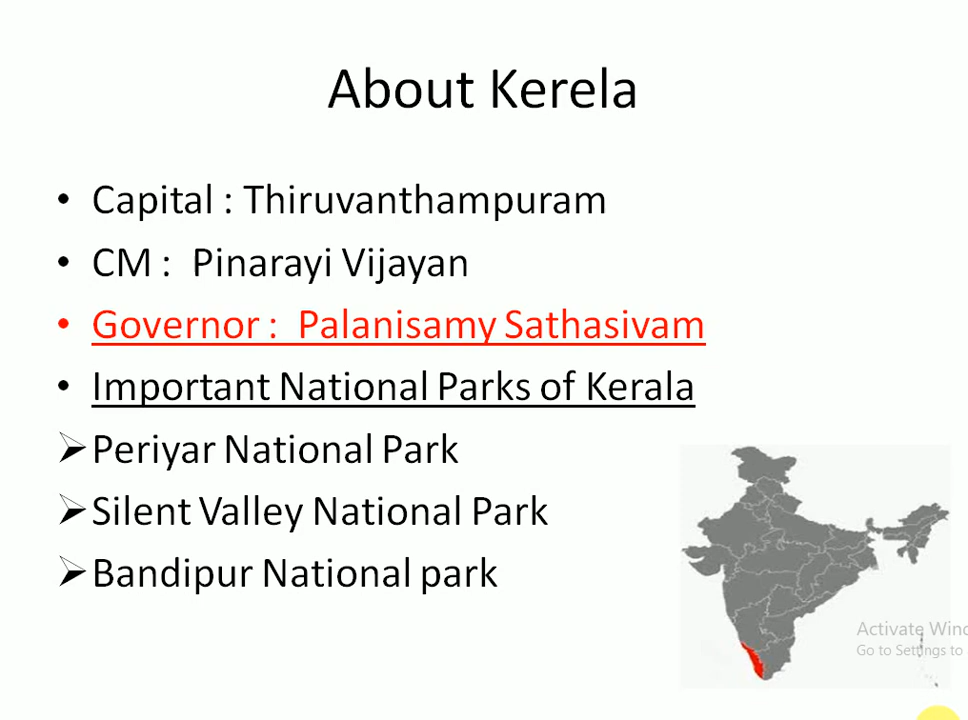 About Kerela
• Capital : Thiruvanthampuram
• CM : Pinarayi Vijayan
• Governor : Palanisamy Sathasivam
• Important National Parks of Kerala
➢ Periyar National Park
➢ Silent Valley National Park
➢ Bandipur National park
Activate Wind
Go to Settings to